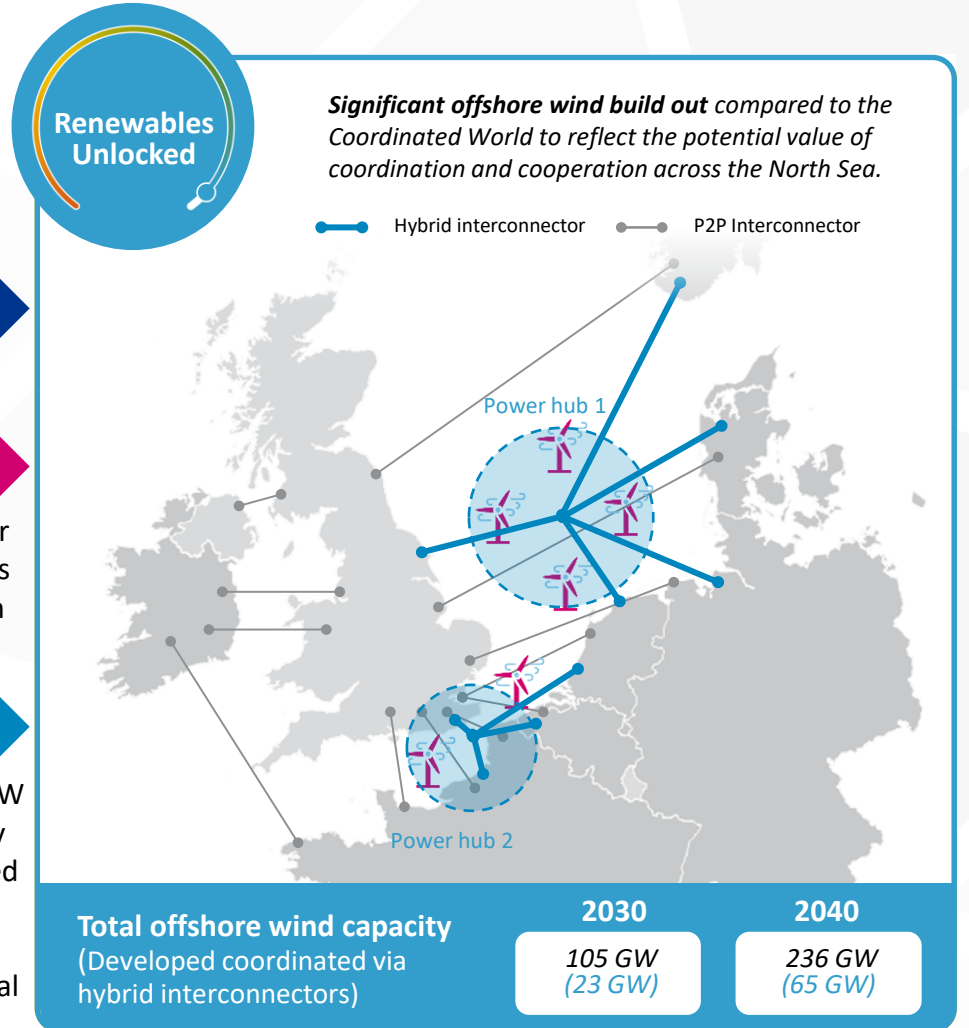 Renewables
Unlocked
Significant offshore wind build out compared to the
Coordinated World to reflect the potential value of
coordination and cooperation across the North Sea.
Hybrid interconnector
P2P Interconnector
Power hub 1
Power hub 2
Total offshore wind capacity
(Developed coordinated via
hybrid interconnectors)
2030
105 GW
(23 GW)
2040
236 GW
(65 GW)